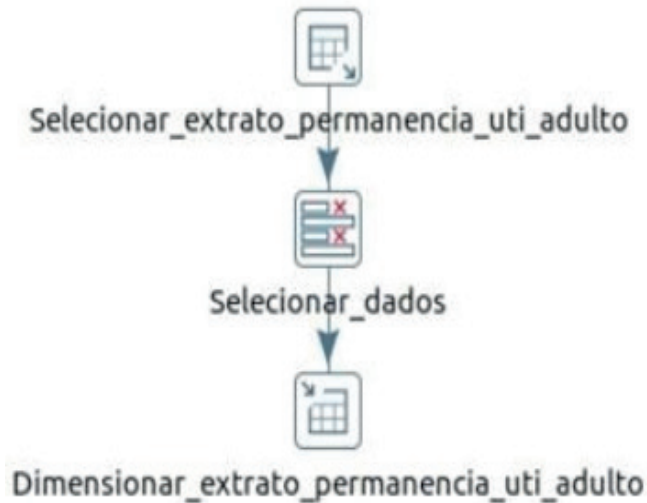 Selecionar_extrato_permanencia_uti_adulto
Selecionar_dados
Dimensionar_extrato_permanencia_uti_adulto